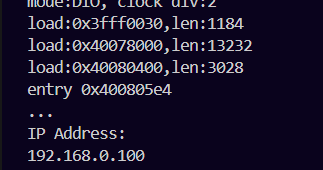 mode:DIO, clock div:2
load:0x3fff0030,len:1184
load:0x40078000,len:13232
load:0x40080400,len:3028
entry 0x400805e4
...
IP Address:
192.168.0.100